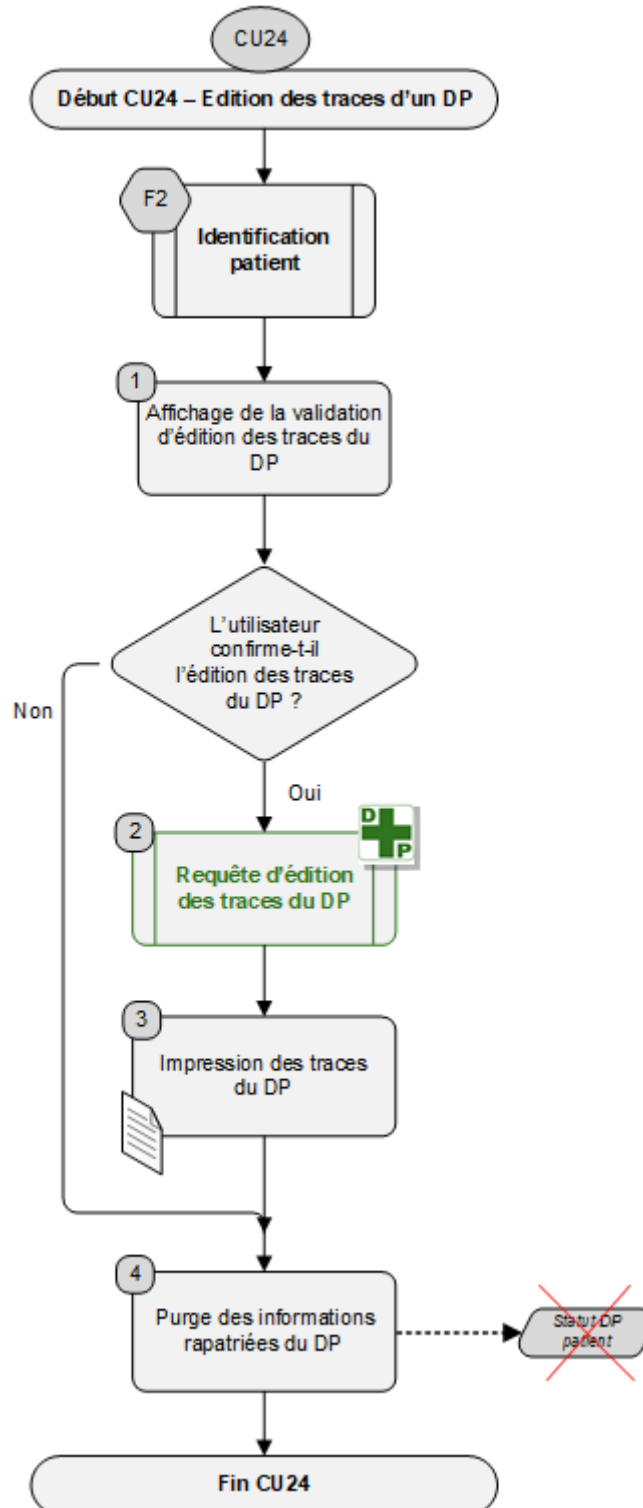 CU24
Début CU24 – Edition des traces d'un DP
F2
Identification
patient
1
Affichage de la validation
d'édition des traces du
DP
L'utilisateur
confirme-t-il
l'édition des traces
du DP ?
Non
Oui
2
D
P
Requête d'édition
des traces du DP
3
Impression des traces
du DP
4
Purge des informations
rapatriées du DP
Statut DP
patient
Fin CU24